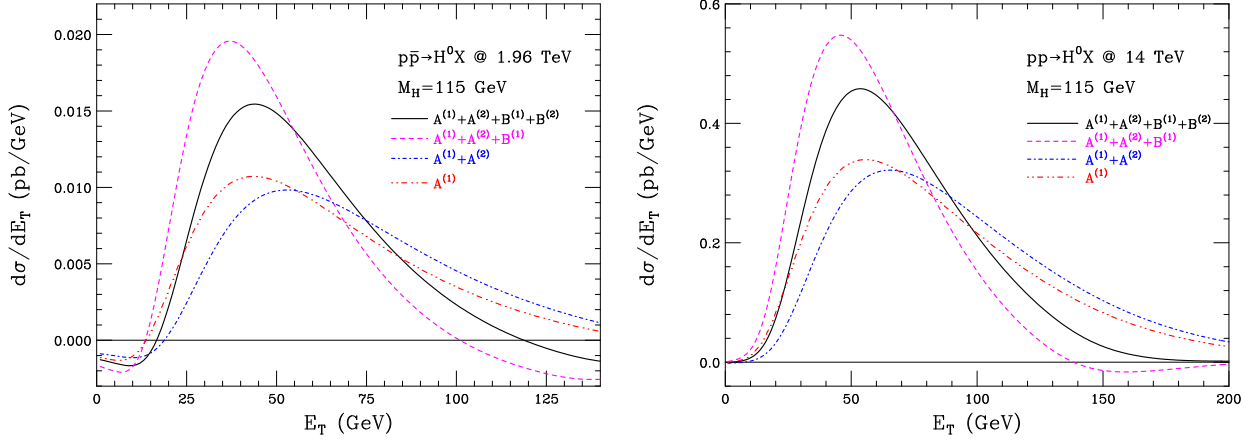 pp̄→H⁰X @ 1.96 TeV
M_H=115 GeV
A⁽¹⁾+A⁽²⁾+B⁽¹⁾+B⁽²⁾
A⁽¹⁾+A⁽²⁾+B⁽¹⁾
A⁽¹⁾+A⁽²⁾
A⁽¹⁾
dσ/dE_T (pb/GeV)
0.020
0.015
0.010
0.005
0.000
0 25 50 75 100 125
E_T (GeV)
pp→H⁰X @ 14 TeV
M_H=115 GeV
A⁽¹⁾+A⁽²⁾+B⁽¹⁾+B⁽²⁾
A⁽¹⁾+A⁽²⁾+B⁽¹⁾
A⁽¹⁾+A⁽²⁾
A⁽¹⁾
dσ/dE_T (pb/GeV)
0.6
0.4
0.2
0.0
0 50 100 150 200
E_T (GeV)